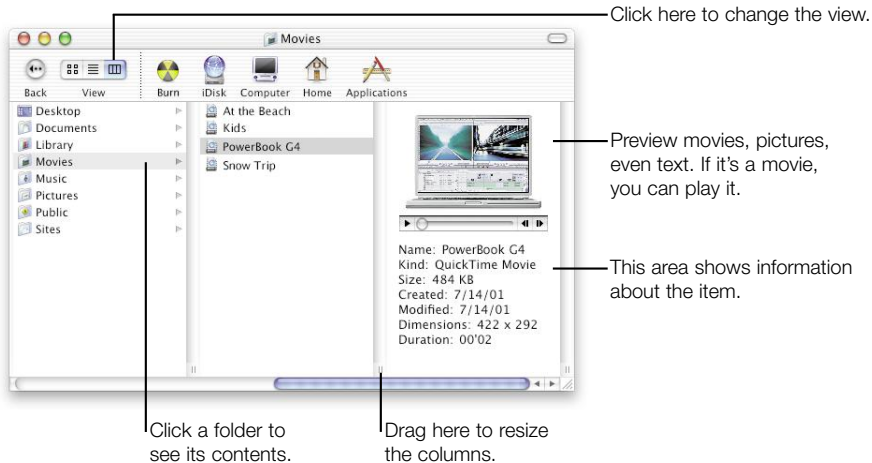 Click here to change the view.
Movies
Back View Burn iDisk Computer Home Applications
Desktop
Documents
Library
Movies
Music
Pictures
Public
Sites
At the Beach
Kids
PowerBook G4
Snow Trip
Preview movies, pictures,
even text. If it's a movie,
you can play it.
Name: PowerBook G4
Kind: QuickTime Movie
Size: 484 KB
Created: 7/14/01
Modified: 7/14/01
Dimensions: 422 x 292
Duration: 00'02
This area shows information
about the item.
Click a folder to
see its contents.
Drag here to resize
the columns.